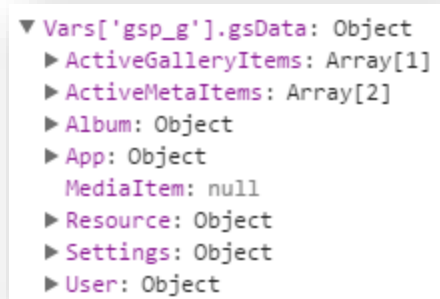 Vars['gsp_g'].gsData: Object
ActiveGalleryItems: Array[1]
ActiveMetaItems: Array[2]
Album: Object
App: Object
MediaItem: null
Resource: Object
Settings: Object
User: Object